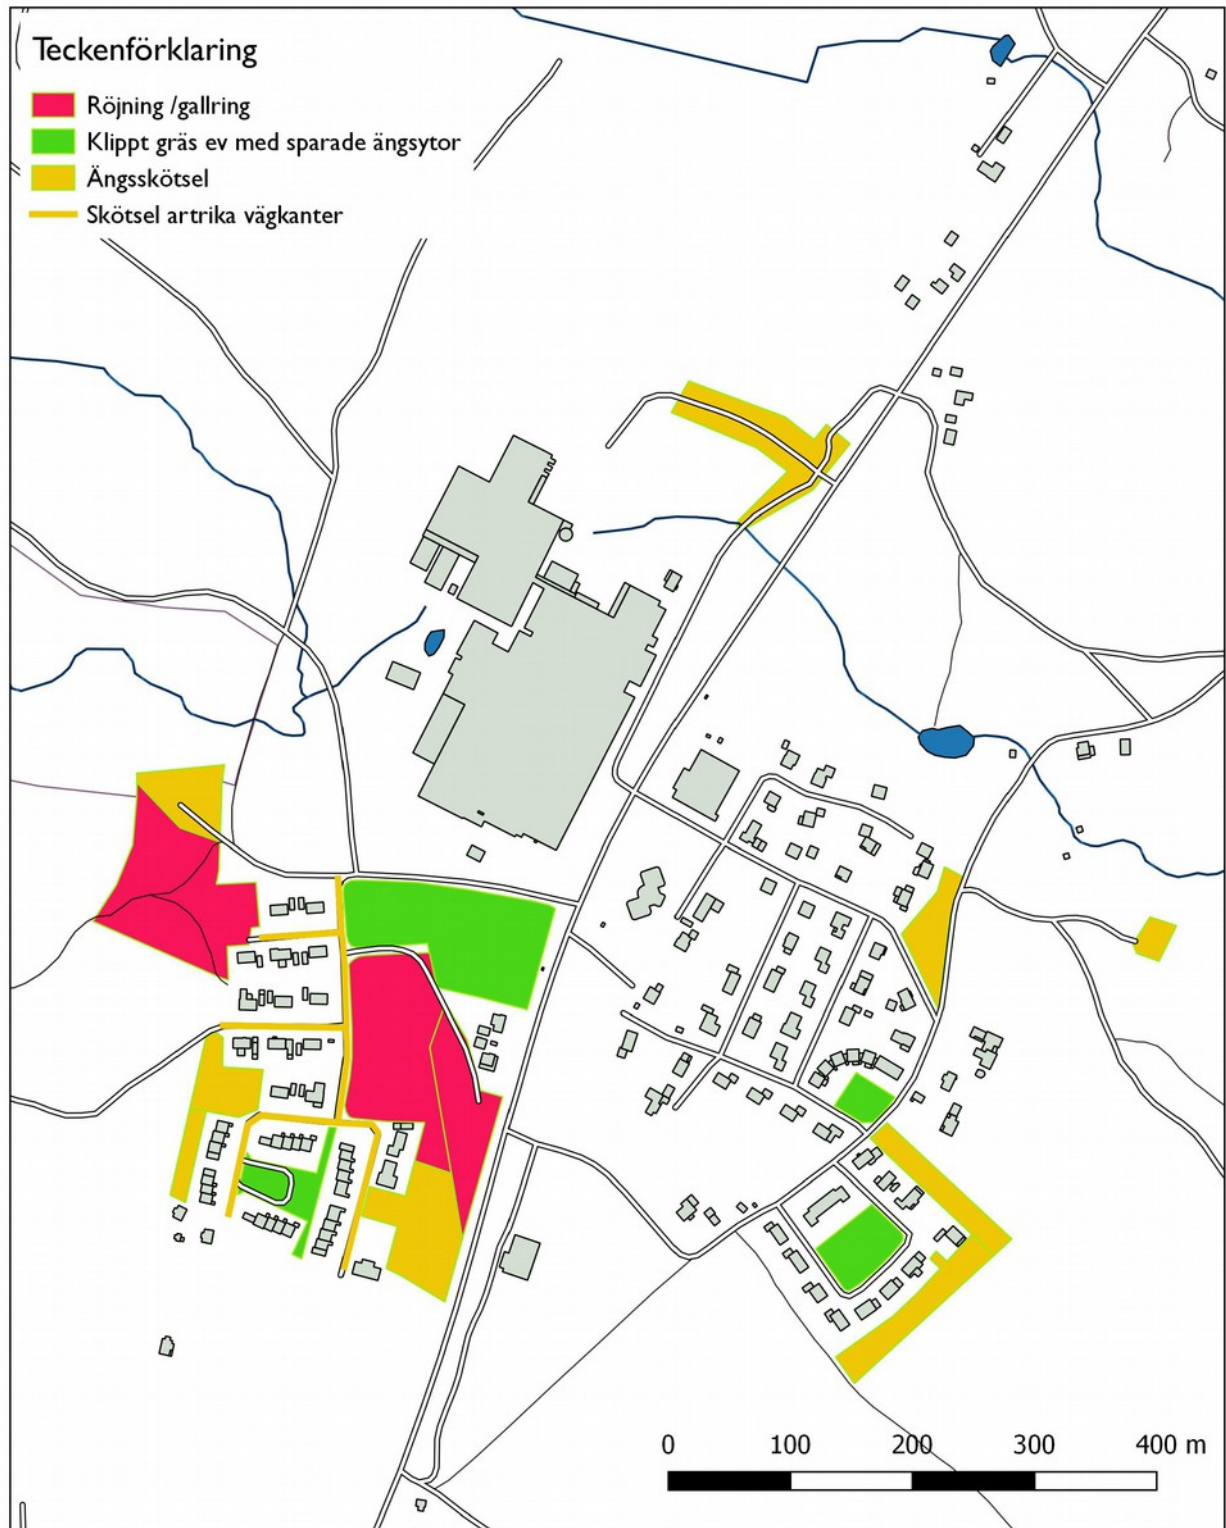 Teckenförklaring
Röjning /gallring
Klippt gräs ev med sparade ängsytor
Ängsskötsel
Skötsel artrika vägkanter
0 100 200 300 400 m